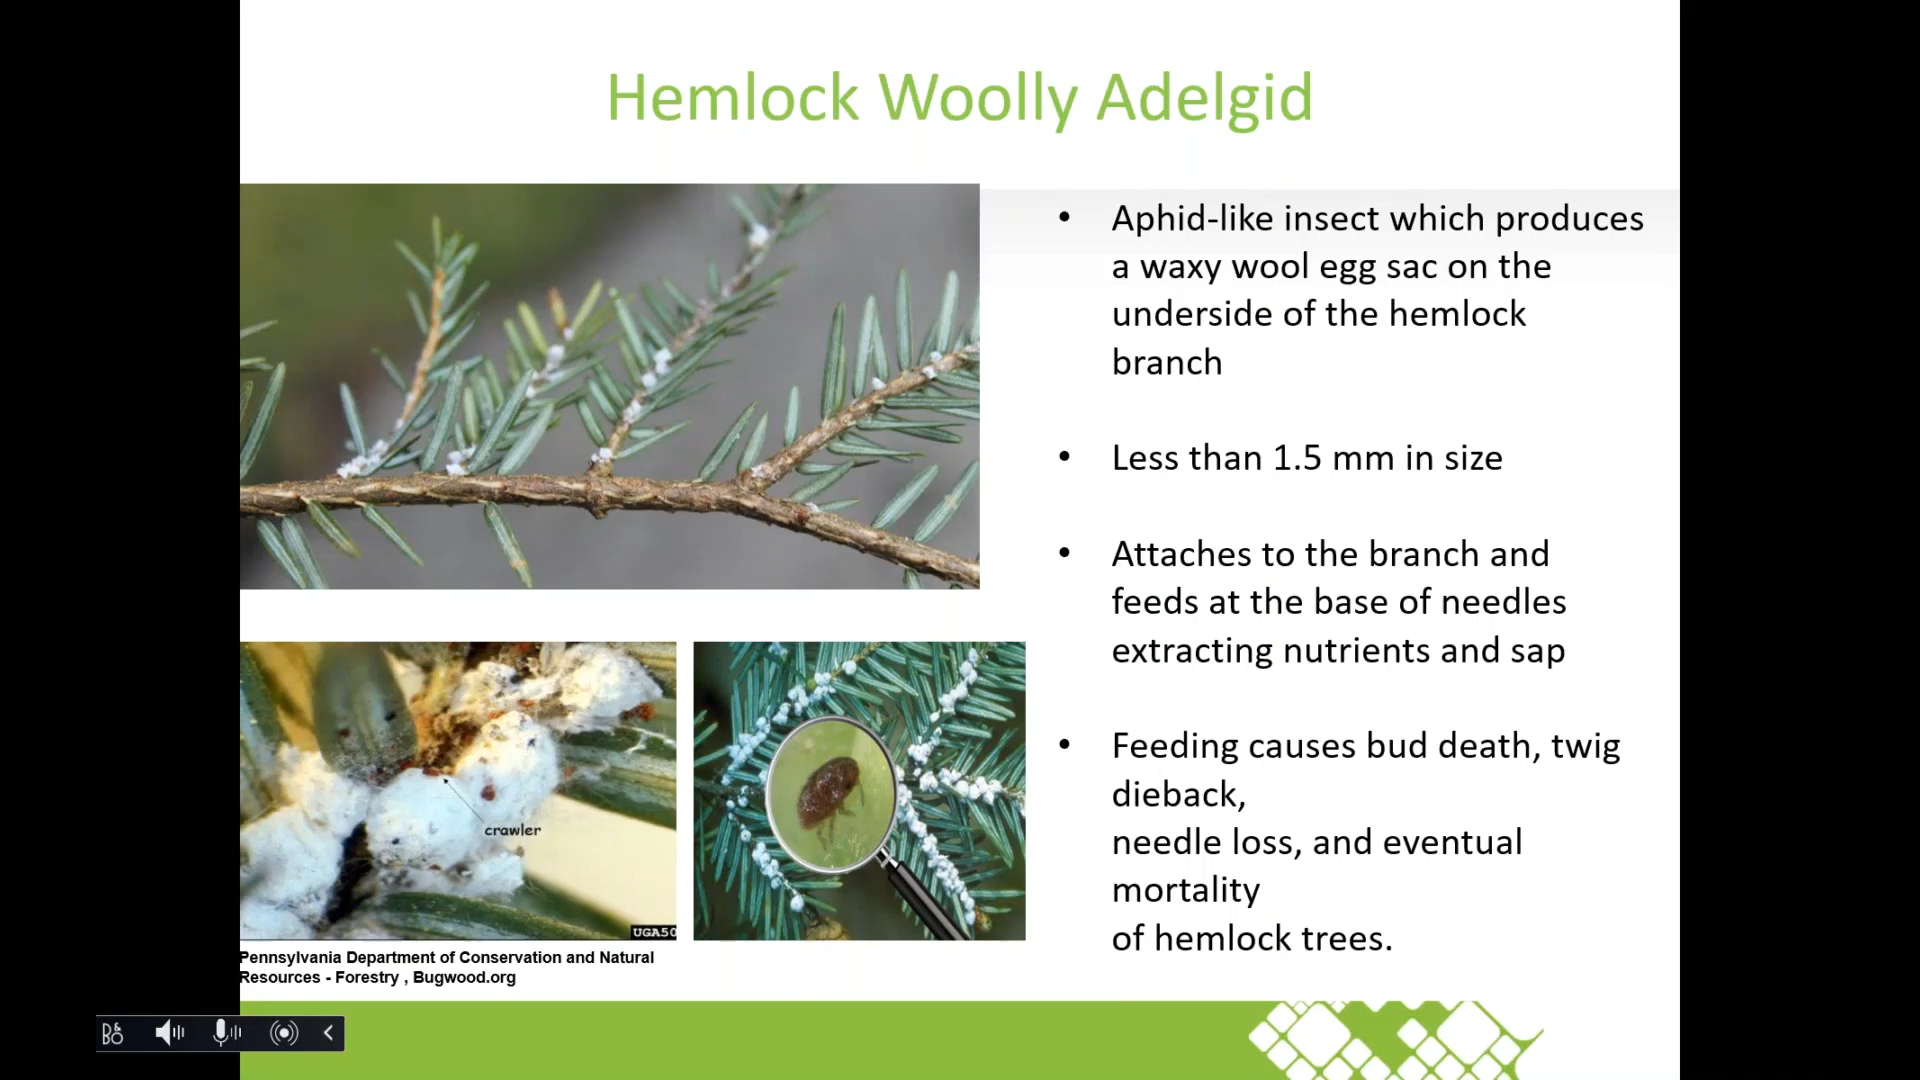 Hemlock Woolly Adelgid
• Aphid-like insect which produces
a waxy wool egg sac on the
underside of the hemlock
branch
• Less than 1.5 mm in size
• Attaches to the branch and
feeds at the base of needles
extracting nutrients and sap
• Feeding causes bud death, twig
dieback,
needle loss, and eventual
mortality
of hemlock trees.
crawler
UGA50
Pennsylvania Department of Conservation and Natural
Resources - Forestry , Bugwood.org
B&O